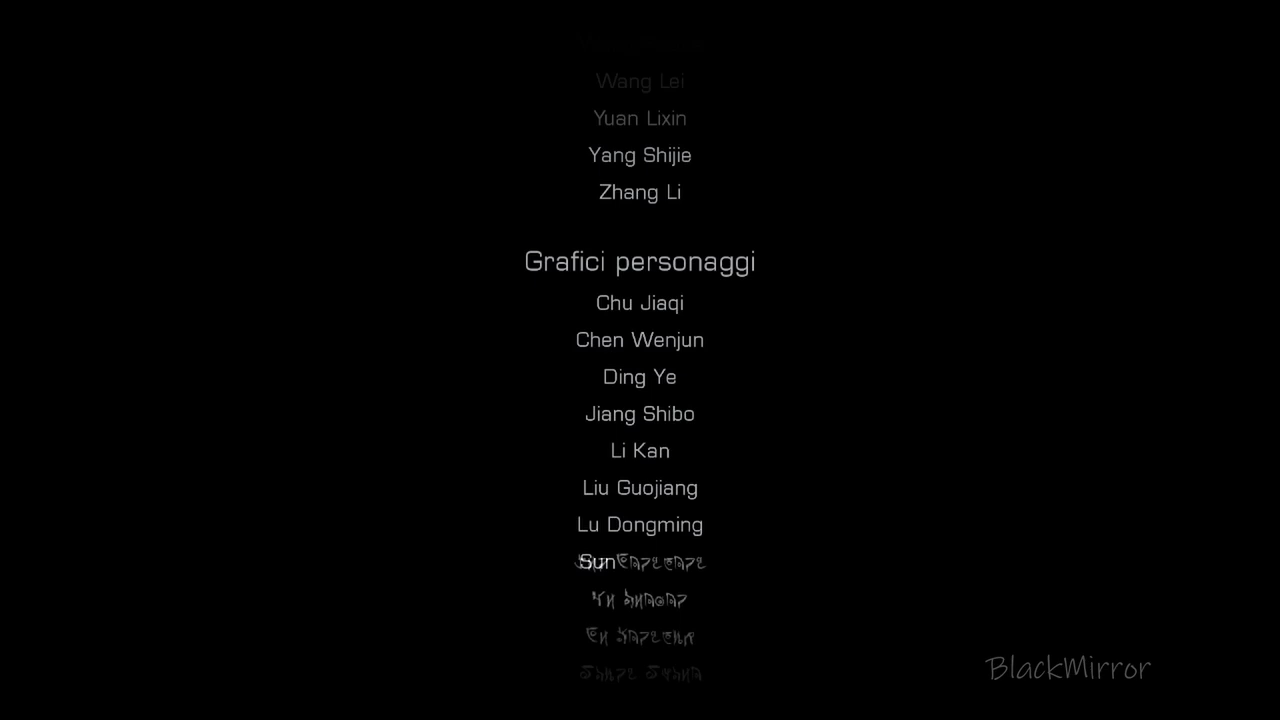 Wang Lei
Yuan Lixin
Yang Shijie
Zhang Li
Grafici personaggi
Chu Jiaqi
Chen Wenjun
Ding Ye
Jiang Shibo
Li Kan
Liu Guojiang
Lu Dongming
Sun
BlackMirror